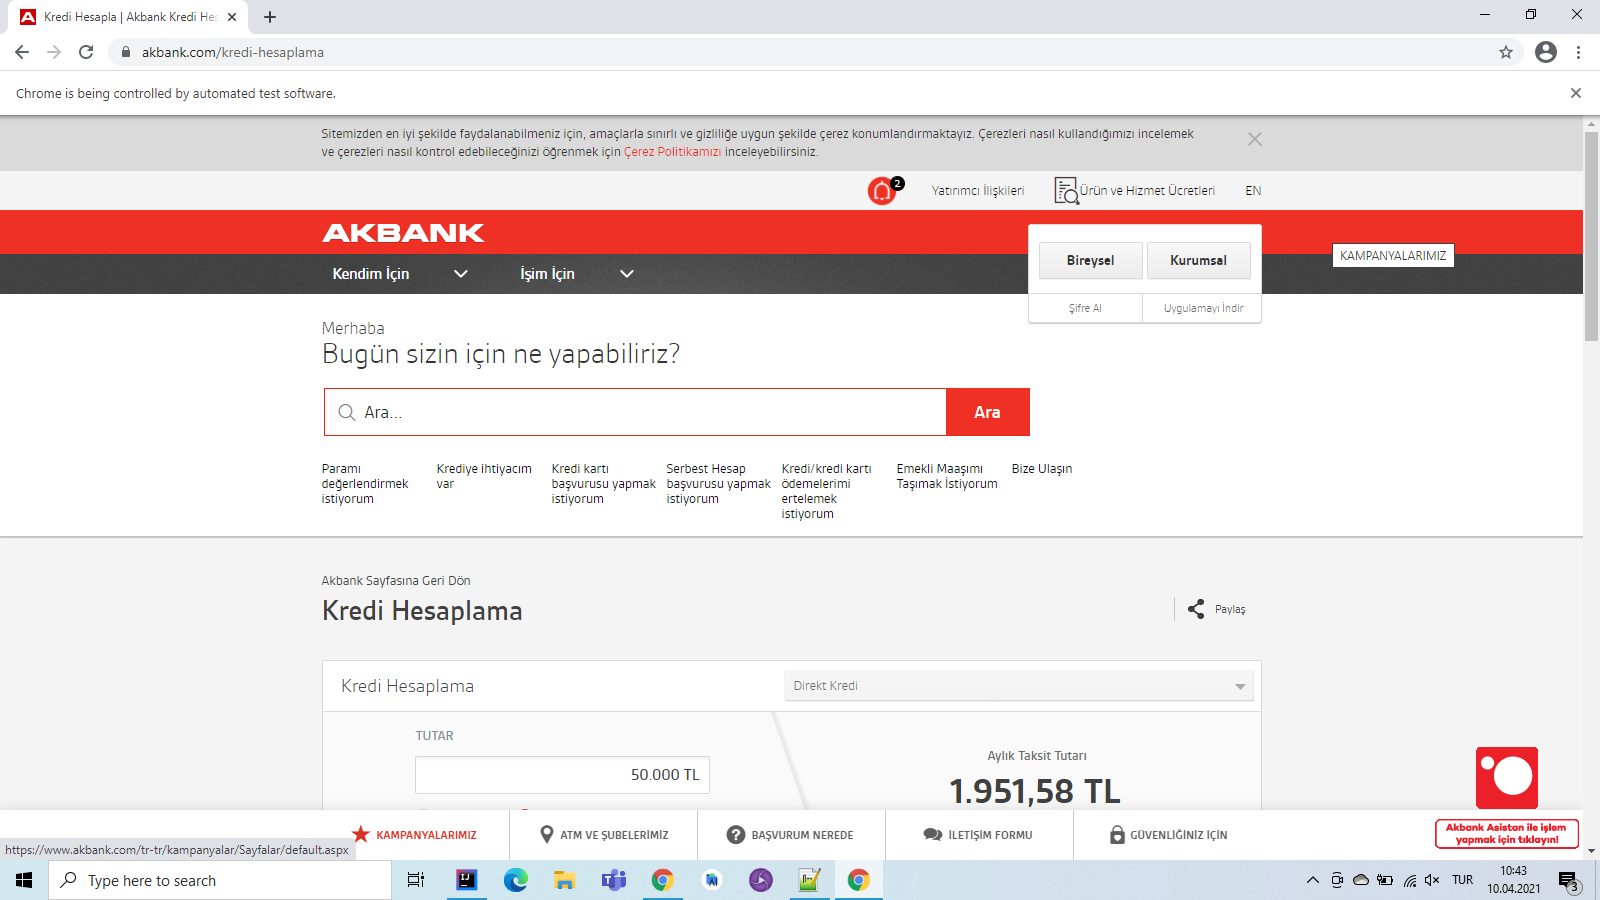 Kredi Hesapla | Akbank Kredi Hes
akbank.com/kredi-hesaplama
Chrome is being controlled by automated test software.
Sitemizden en iyi şekilde faydalanabilmeniz için, amaçlarla sınırlı ve gizliliğe uygun şekilde çerez konumlandırmaktayız. Çerezleri nasıl kullandığımızı incelemek
ve çerezleri nasıl kontrol edebileceğinizi öğrenmek için Çerez Politikamızı inceleyebilirsiniz.
2
Yatırımcı İlişkileri
Ürün ve Hizmet Ücretleri
EN
AKBANK
Kendim İçin
İşim İçin
Bireysel
Kurumsal
Şifre Al
Uygulamayı İndir
KAMPANYALARIMIZ
Merhaba
Bugün sizin için ne yapabiliriz?
Ara...
Ara
Paramı
değerlendirmek
istiyorum
Krediye ihtiyacım
var
Kredi kartı
başvurusu yapmak
istiyorum
Serbest Hesap
başvurusu yapmak
istiyorum
Kredi/kredi kartı
ödemelerimi
ertelemek
istiyorum
Emekli Maaşımı
Taşımak İstiyorum
Bize Ulaşın
Akbank Sayfasına Geri Dön
Kredi Hesaplama
Paylaş
Kredi Hesaplama
Direkt Kredi
TUTAR
50.000 TL
Aylık Taksit Tutarı
1.951,58 TL
KAMPANYALARIMIZ
ATM VE ŞUBELERİMİZ
BAŞVURUM NEREDE
İLETİŞİM FORMU
GÜVENLİĞİNİZ İÇİN
Akbank Asistan ile işlem
yapmak için tıklayın!
https://www.akbank.com/tr-tr/kampanyalar/Sayfalar/default.aspx
Type here to search
TUR
10:43
10.04.2021
3